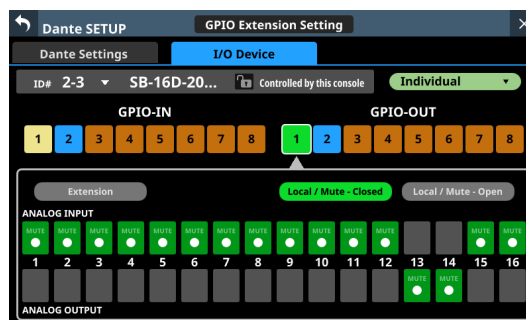 Dante SETUP GPIO Extension Setting ×
Dante Settings I/O Device
ID# 2-3 ▼ SB-16D-20... Controlled by this console Individual ▼
GPIO-IN GPIO-OUT
1 2 3 4 5 6 7 8 1 2 3 4 5 6 7 8
Extension Local / Mute - Closed Local / Mute - Open
ANALOG INPUT
MUTE MUTE MUTE MUTE MUTE MUTE MUTE MUTE MUTE MUTE MUTE MUTE MUTE MUTE
1 2 3 4 5 6 7 8 9 10 11 12 13 14 15 16
MUTE MUTE
ANALOG OUTPUT